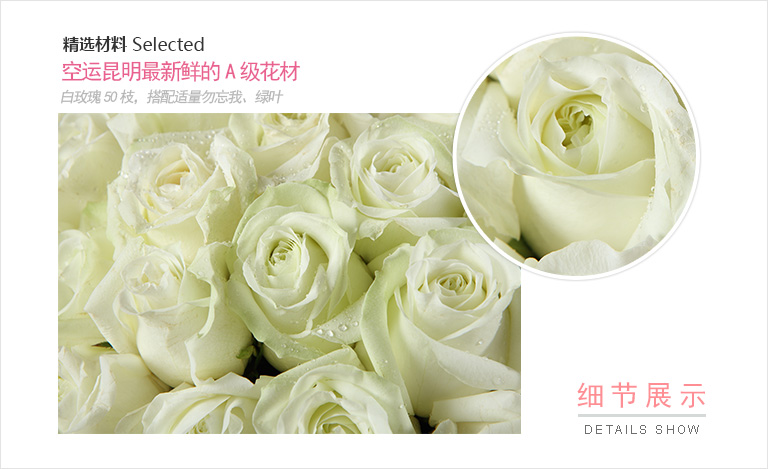 精选材料 Selected
空运昆明最新鲜的 A 级花材
白玫瑰 50 枝，搭配适量勿忘我、绿叶
细节展示
DETAILS SHOW